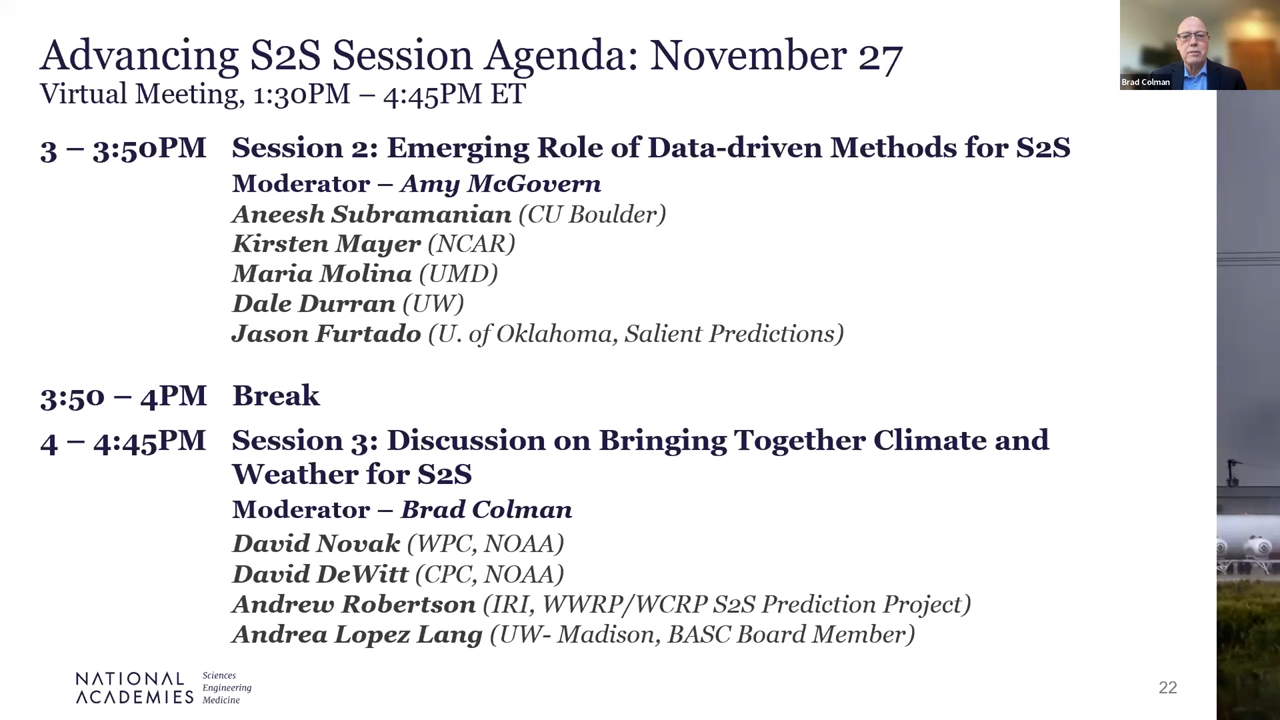 Advancing S2S Session Agenda: November 27
Virtual Meeting, 1:30PM – 4:45PM ET
Brad Colman
3 – 3:50PM Session 2: Emerging Role of Data-driven Methods for S2S
Moderator – Amy McGovern
Aneesh Subramanian (CU Boulder)
Kirsten Mayer (NCAR)
Maria Molina (UMD)
Dale Durran (UW)
Jason Furtado (U. of Oklahoma, Salient Predictions)
3:50 – 4PM Break
4 – 4:45PM Session 3: Discussion on Bringing Together Climate and
Weather for S2S
Moderator – Brad Colman
David Novak (WPC, NOAA)
David DeWitt (CPC, NOAA)
Andrew Robertson (IRI, WWRP/WCRP S2S Prediction Project)
Andrea Lopez Lang (UW- Madison, BASC Board Member)
NATIONAL ACADEMIES
Sciences
Engineering
Medicine
22